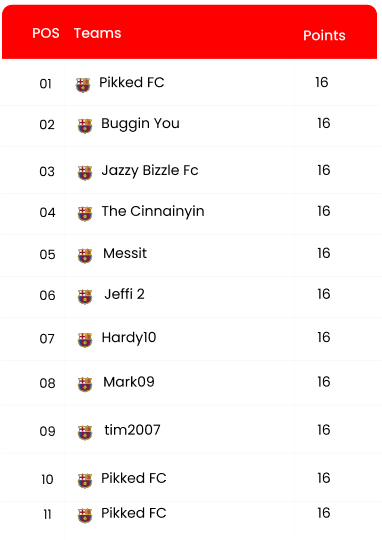 POS Teams Points
01 Pikked FC 16
02 Buggin You 16
03 Jazzy Bizzle Fc 16
04 The Cinnainyin 16
05 Messit 16
06 Jeffi 2 16
07 Hardy10 16
08 Mark09 16
09 tim2007 16
10 Pikked FC 16
11 Pikked FC 16